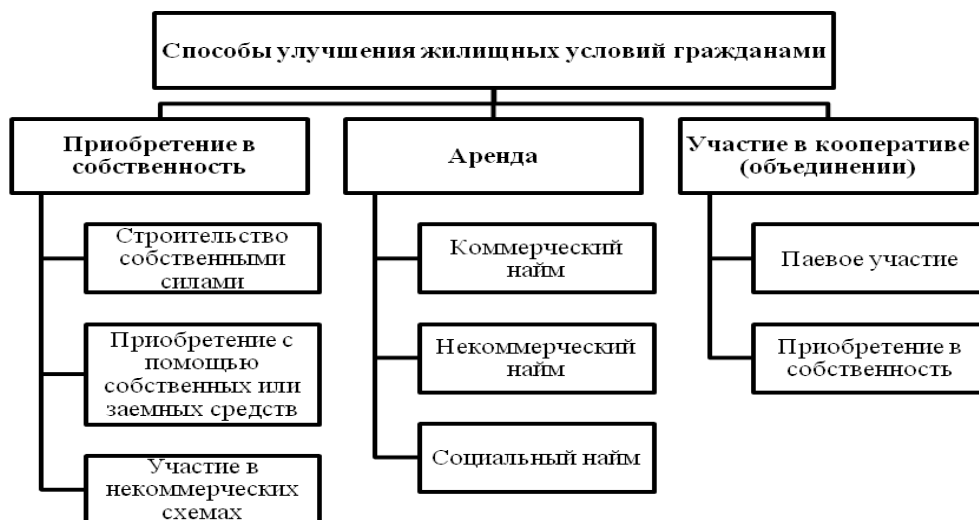 Способы улучшения жилищных условий гражданами
Приобретение в
собственность
Строительство
собственными
силами
Приобретение с
помощью
собственных или
заемных средств
Участие в
некоммерческих
схемах
Аренда
Коммерческий
найм
Некоммерческий
найм
Социальный найм
Участие в кооперативе
(объединении)
Паевое участие
Приобретение в
собственность